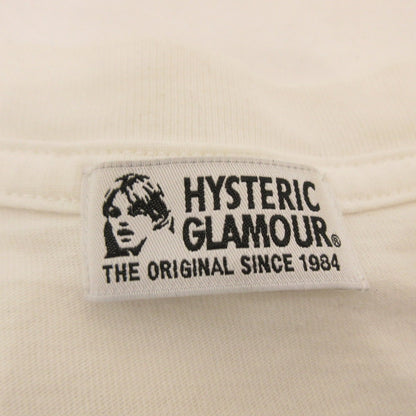 HYSTERIC
GLAMOUR®
THE ORIGINAL SINCE 1984